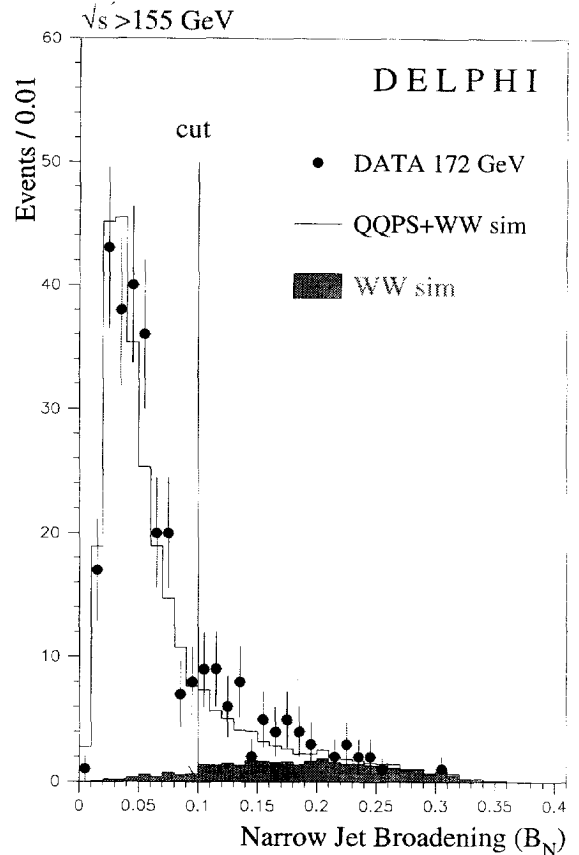 √s´>155 GeV
60
DELPHI
cut
50
DATA 172 GeV
QQPS+WW sim
WW sim
40
30
20
10
0
Events / 0.01
0 0.05 0.1 0.15 0.2 0.25 0.3 0.35 0.4
Narrow Jet Broadening (B_N)